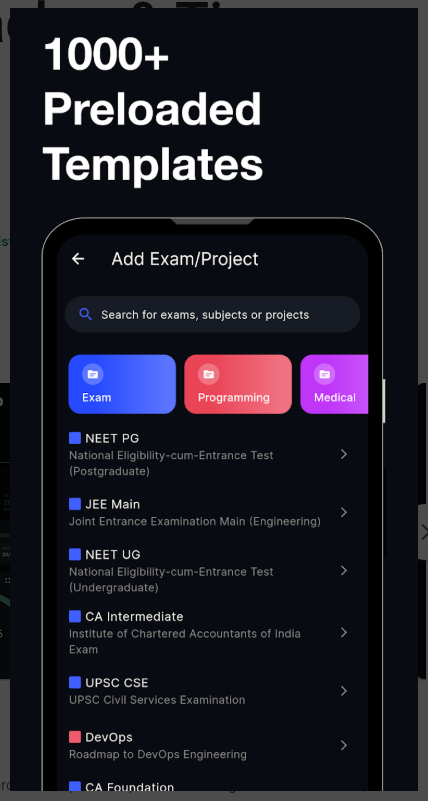 1000+
Preloaded
Templates
Add Exam/Project
Search for exams, subjects or projects
Exam
Programming
Medical
NEET PG
National Eligibility-cum-Entrance Test
(Postgraduate)
JEE Main
Joint Entrance Examination Main (Engineering)
NEET UG
National Eligibility-cum-Entrance Test
(Undergraduate)
CA Intermediate
Institute of Chartered Accountants of India
Exam
UPSC CSE
UPSC Civil Services Examination
DevOps
Roadmap to DevOps Engineering
CA Foundation